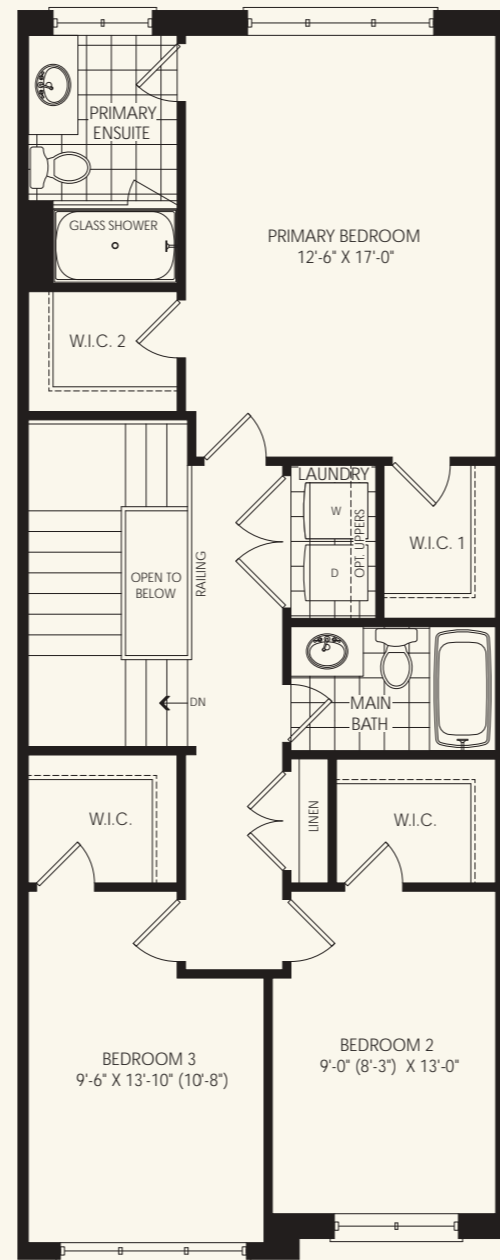 PRIMARY
ENSUITE
GLASS SHOWER
PRIMARY BEDROOM
12'-6" X 17'-0"
W.I.C. 2
LAUNDRY
W
D
OPT. UPPERS
W.I.C. 1
OPEN TO
BELOW
RAILING
DN
MAIN
BATH
W.I.C.
LINEN
W.I.C.
BEDROOM 3
9'-6" X 13'-10" (10'-8")
BEDROOM 2
9'-0" (8'-3") X 13'-0"